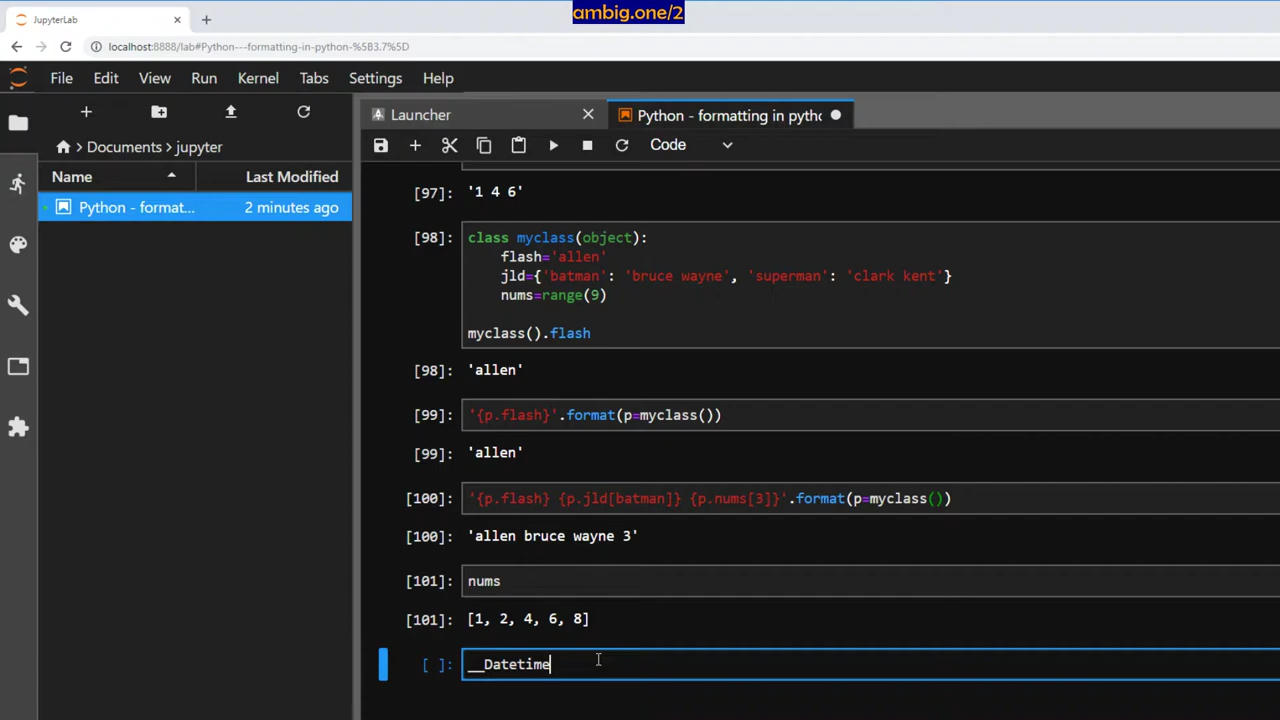 ambig.one/2
JupyterLab
localhost:8888/lab#Python---formatting-in-python-%5B3.7%5D
File Edit View Run Kernel Tabs Settings Help
Launcher
Python - formatting in pythc
Code
Documents > jupyter
Name Last Modified
Python - format... 2 minutes ago
[97]: '1 4 6'
[98]: class myclass(object):
flash='allen'
jld={'batman': 'bruce wayne', 'superman': 'clark kent'}
nums=range(9)
myclass().flash
[98]: 'allen'
[99]: '{p.flash}'.format(p=myclass())
[99]: 'allen'
[100]: '{p.flash} {p.jld[batman]} {p.nums[3]}'.format(p=myclass())
[100]: 'allen bruce wayne 3'
[101]: nums
[101]: [1, 2, 4, 6, 8]
[ ]: __Datetime